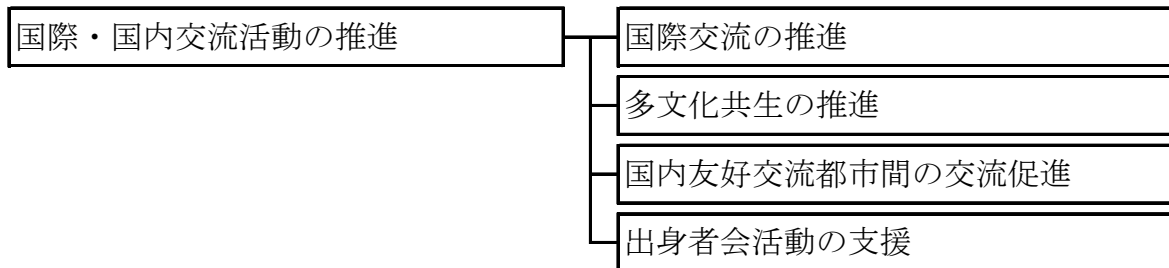 国際・国内交流活動の推進
国際交流の推進
多文化共生の推進
国内友好交流都市間の交流促進
出身者会活動の支援